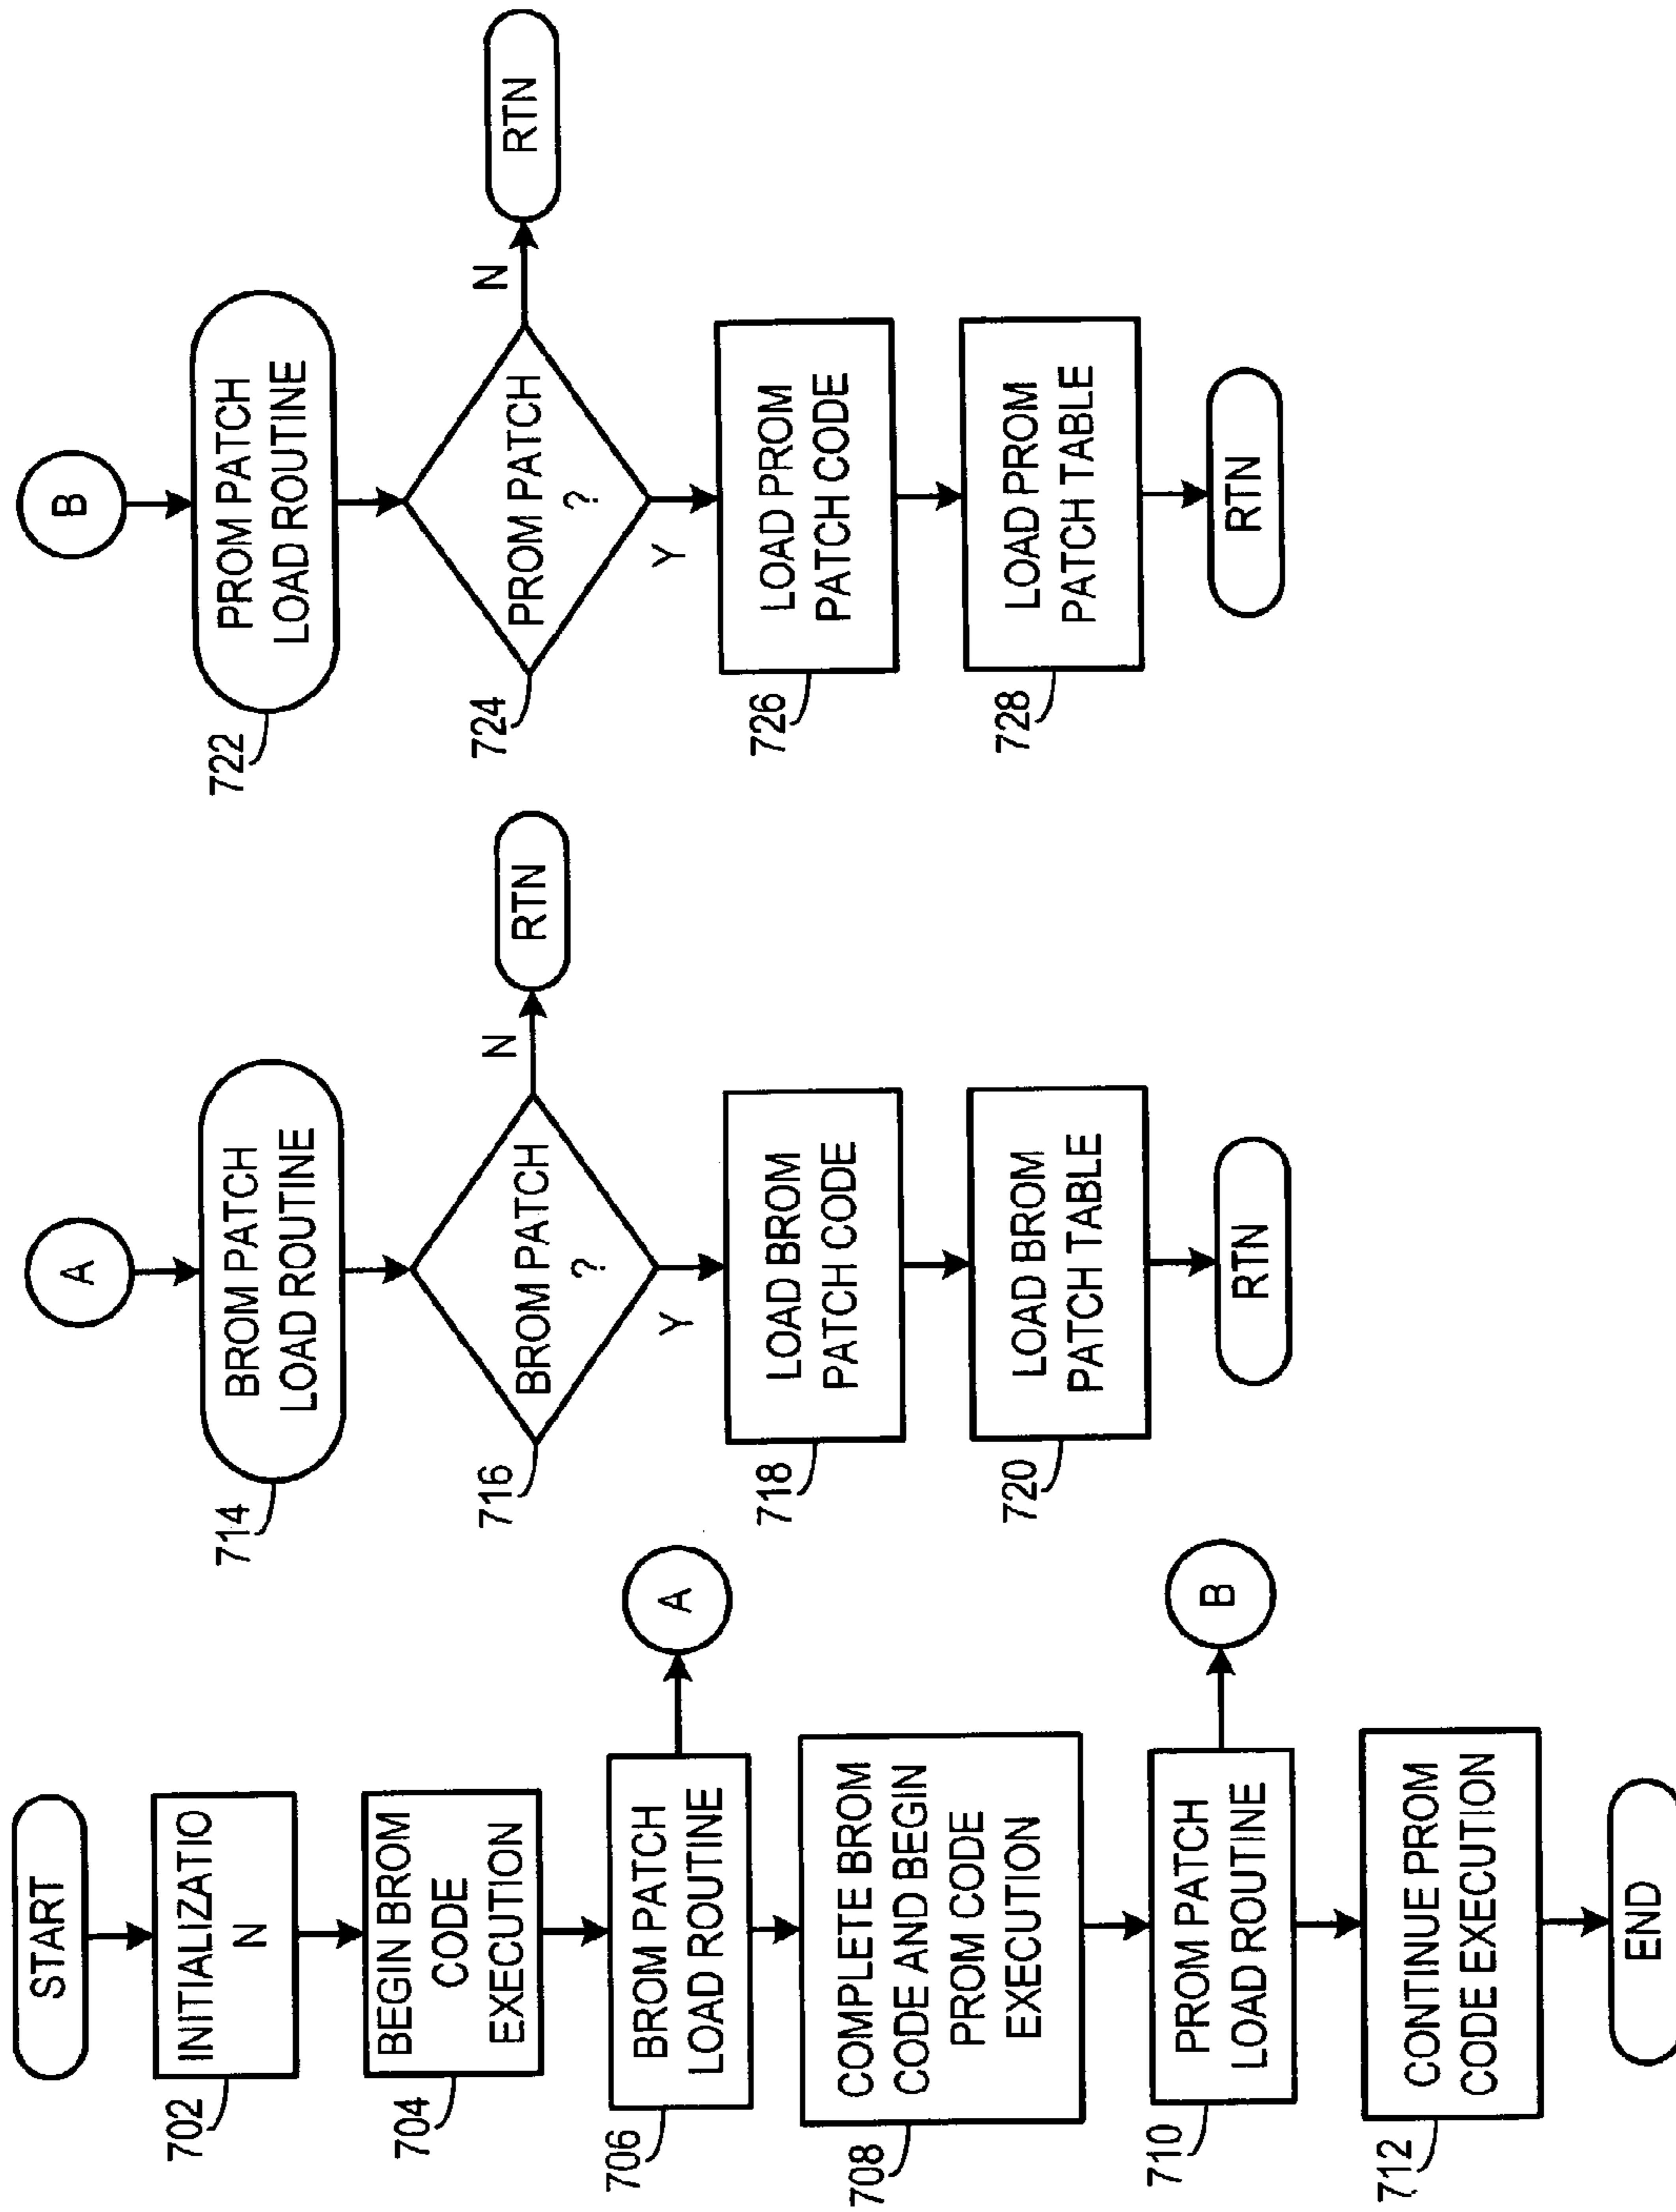 START
INITIALIZATIO
N
702
BEGIN BROM
CODE
EXECUTION
704
BROM PATCH
LOAD ROUTINE
706
A
COMPLETE BROM
CODE AND BEGIN
PROM CODE
EXECUTION
708
PROM PATCH
LOAD ROUTINE
710
B
CONTINUE PROM
CODE EXECUTION
712
END
A
BROM PATCH
LOAD ROUTINE
714
BROM PATCH
?
716
N
RTN
Y
LOAD BROM
PATCH CODE
718
LOAD BROM
PATCH TABLE
720
RTN
B
PROM PATCH
LOAD ROUTINE
722
PROM PATCH
?
724
N
RTN
Y
LOAD PROM
PATCH CODE
726
LOAD PROM
PATCH TABLE
728
RTN